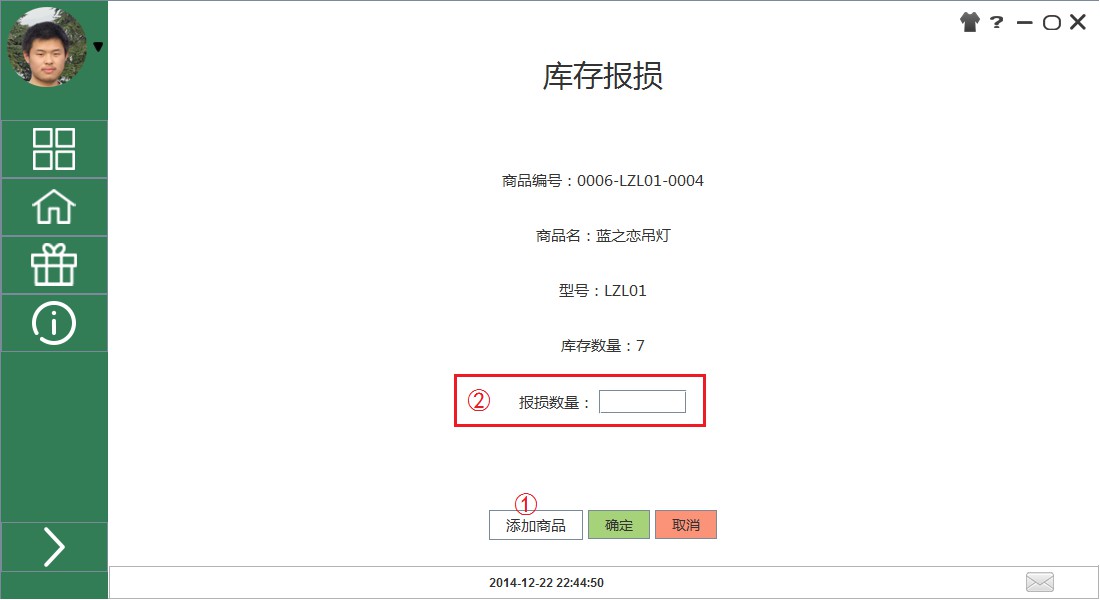 ?
库存报损
商品编号：0006-LZL01-0004
商品名：蓝之恋吊灯
型号：LZL01
库存数量：7
② 报损数量：
①
添加商品 确定 取消
2014-12-22 22:44:50